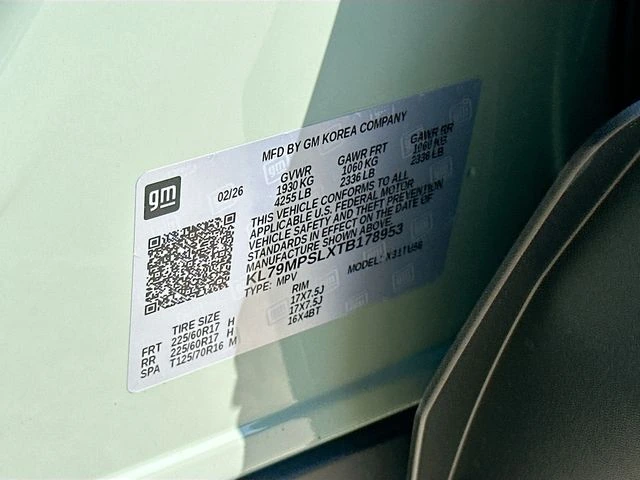 MFD BY GM KOREA COMPANY
gm
02/26
GVWR GAWR FRT GAWR RR
1930 KG 1060 KG 1060 KG
4255 LB 2336 LB 2336 LB
THIS VEHICLE CONFORMS TO ALL
APPLICABLE U.S. FEDERAL MOTOR
VEHICLE SAFETY AND THEFT PREVENTION
STANDARDS IN EFFECT ON THE DATE OF
MANUFACTURE SHOWN ABOVE.
KL79MPSLXTB178953
TYPE: MPV MODEL:
TIRE SIZE RIM
FRT 225/60R17 H 17X7.5J
RR 225/60R17 H 17X7.5J
SPA T125/70R16 M 16X4BT